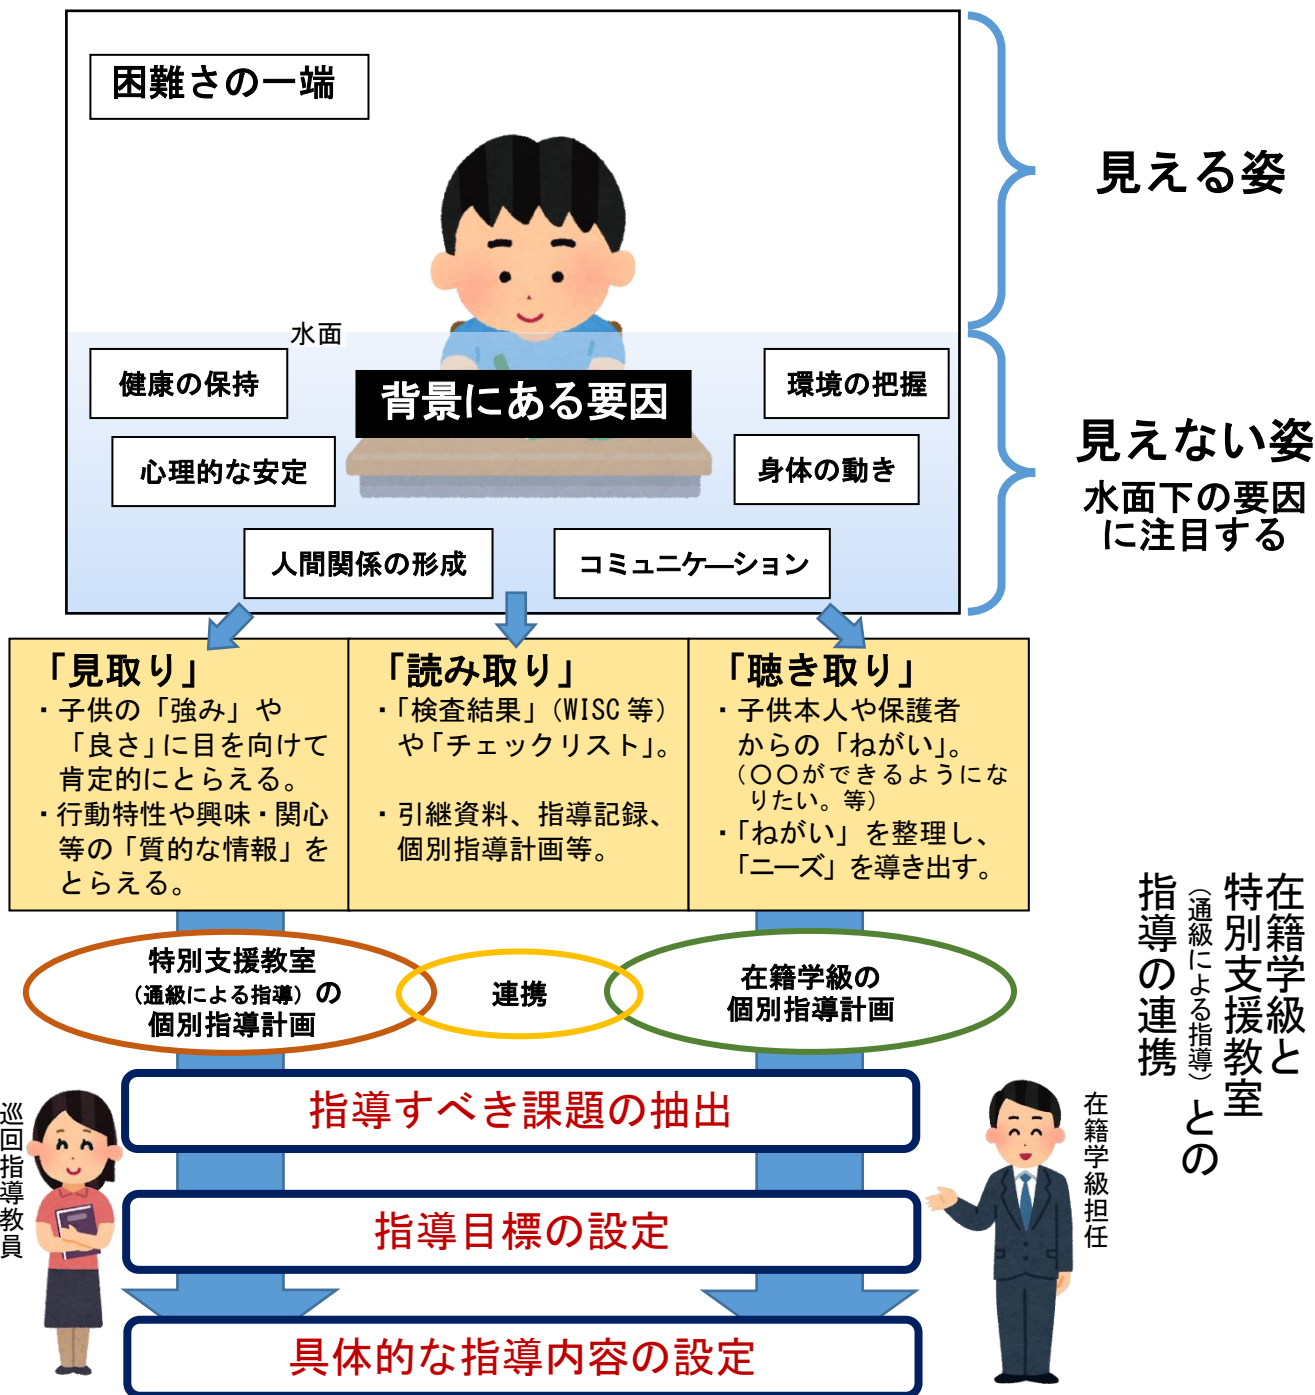 困難さの一端
見える姿
水面
健康の保持
背景にある要因
環境の把握
心理的な安定
身体の動き
人間関係の形成
コミュニケーション
見えない姿
水面下の要因
に注目する
「見取り」
・子供の「強み」や
「良さ」に目を向けて
肯定的にとらえる。
・行動特性や興味・関心
等の「質的な情報」を
とらえる。
「読み取り」
・「検査結果」（WISC 等）
や「チェックリスト」。
・引継資料、指導記録、
個別指導計画等。
「聴き取り」
・子供本人や保護者
からの「ねがい」。
（〇〇ができるようにな
りたい。等）
・「ねがい」を整理し、
「ニーズ」を導き出す。
特別支援教室
（通級による指導）の
個別指導計画
連携
在籍学級の
個別指導計画
在籍学級と
特別支援教室
（通級による指導）との
指導の連携
指導すべき課題の抽出
指導目標の設定
具体的な指導内容の設定
巡回指導教員
在籍学級担任